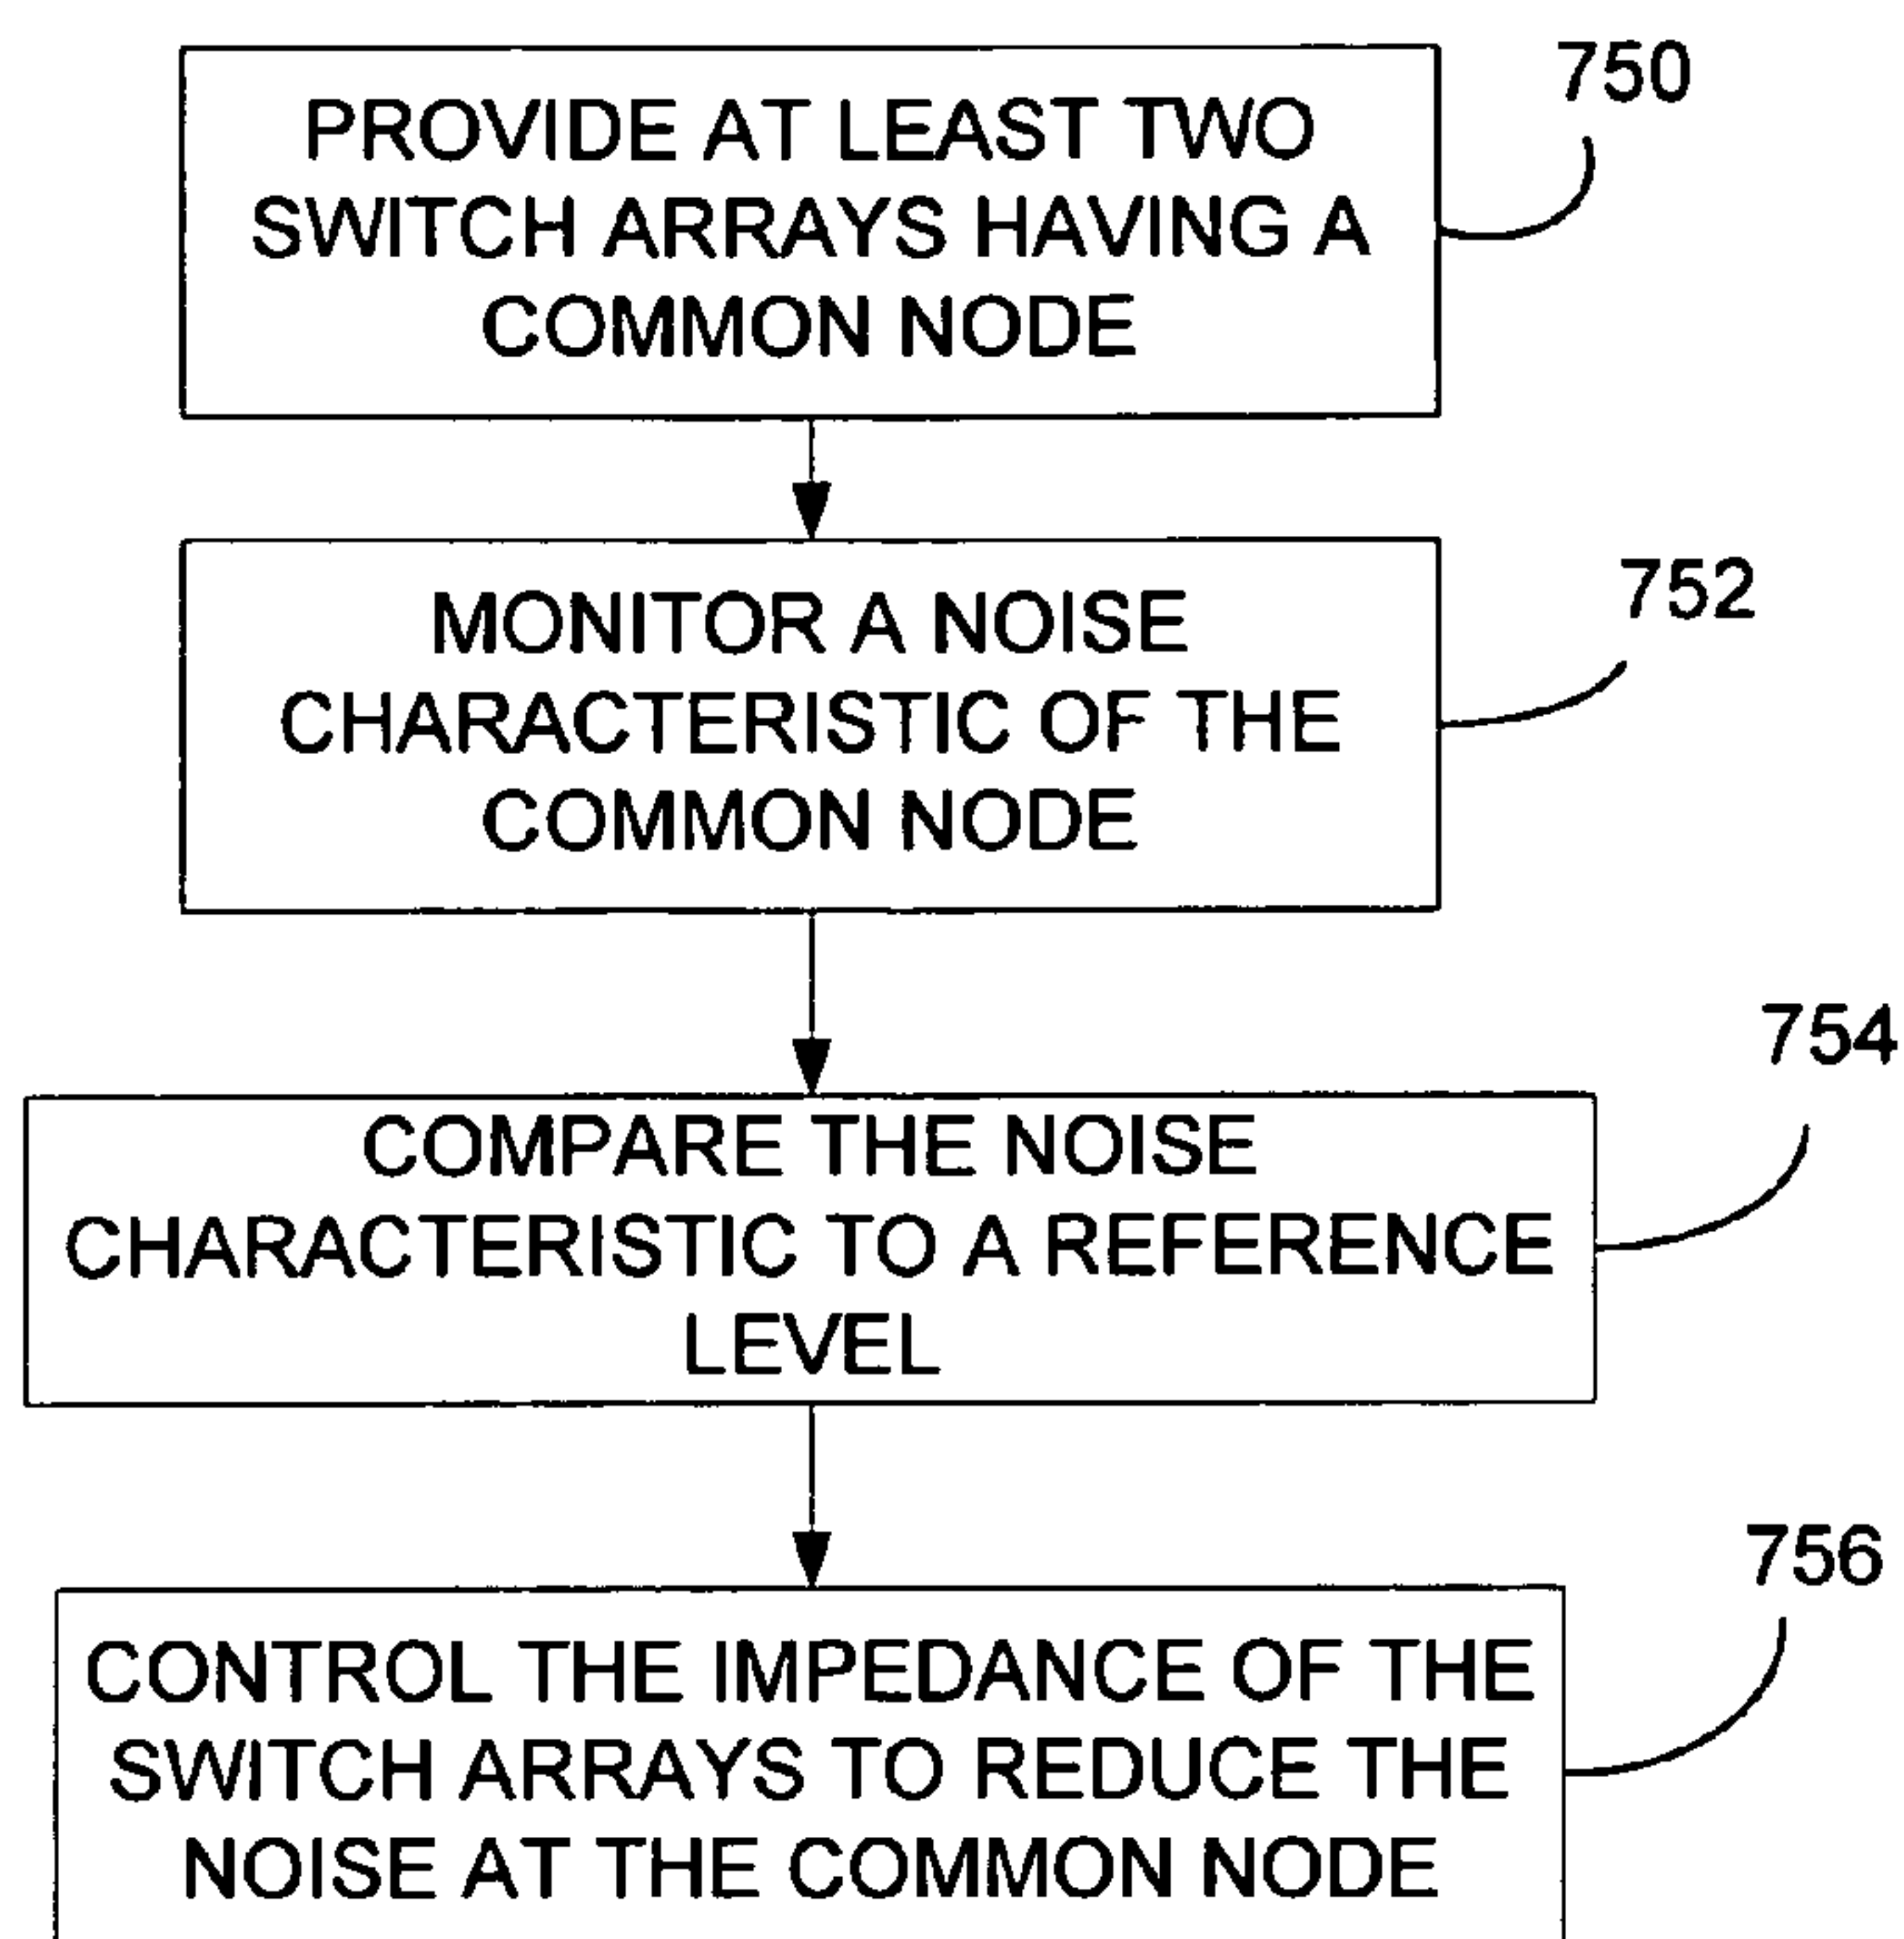 PROVIDE AT LEAST TWO
SWITCH ARRAYS HAVING A
COMMON NODE
750
MONITOR A NOISE
CHARACTERISTIC OF THE
COMMON NODE
752
COMPARE THE NOISE
CHARACTERISTIC TO A REFERENCE
LEVEL
754
CONTROL THE IMPEDANCE OF THE
SWITCH ARRAYS TO REDUCE THE
NOISE AT THE COMMON NODE
756